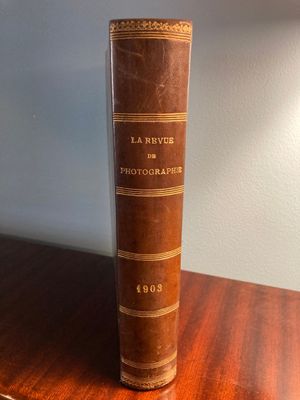 LA REVUE
DE
PHOTOGRAPHIE
1903